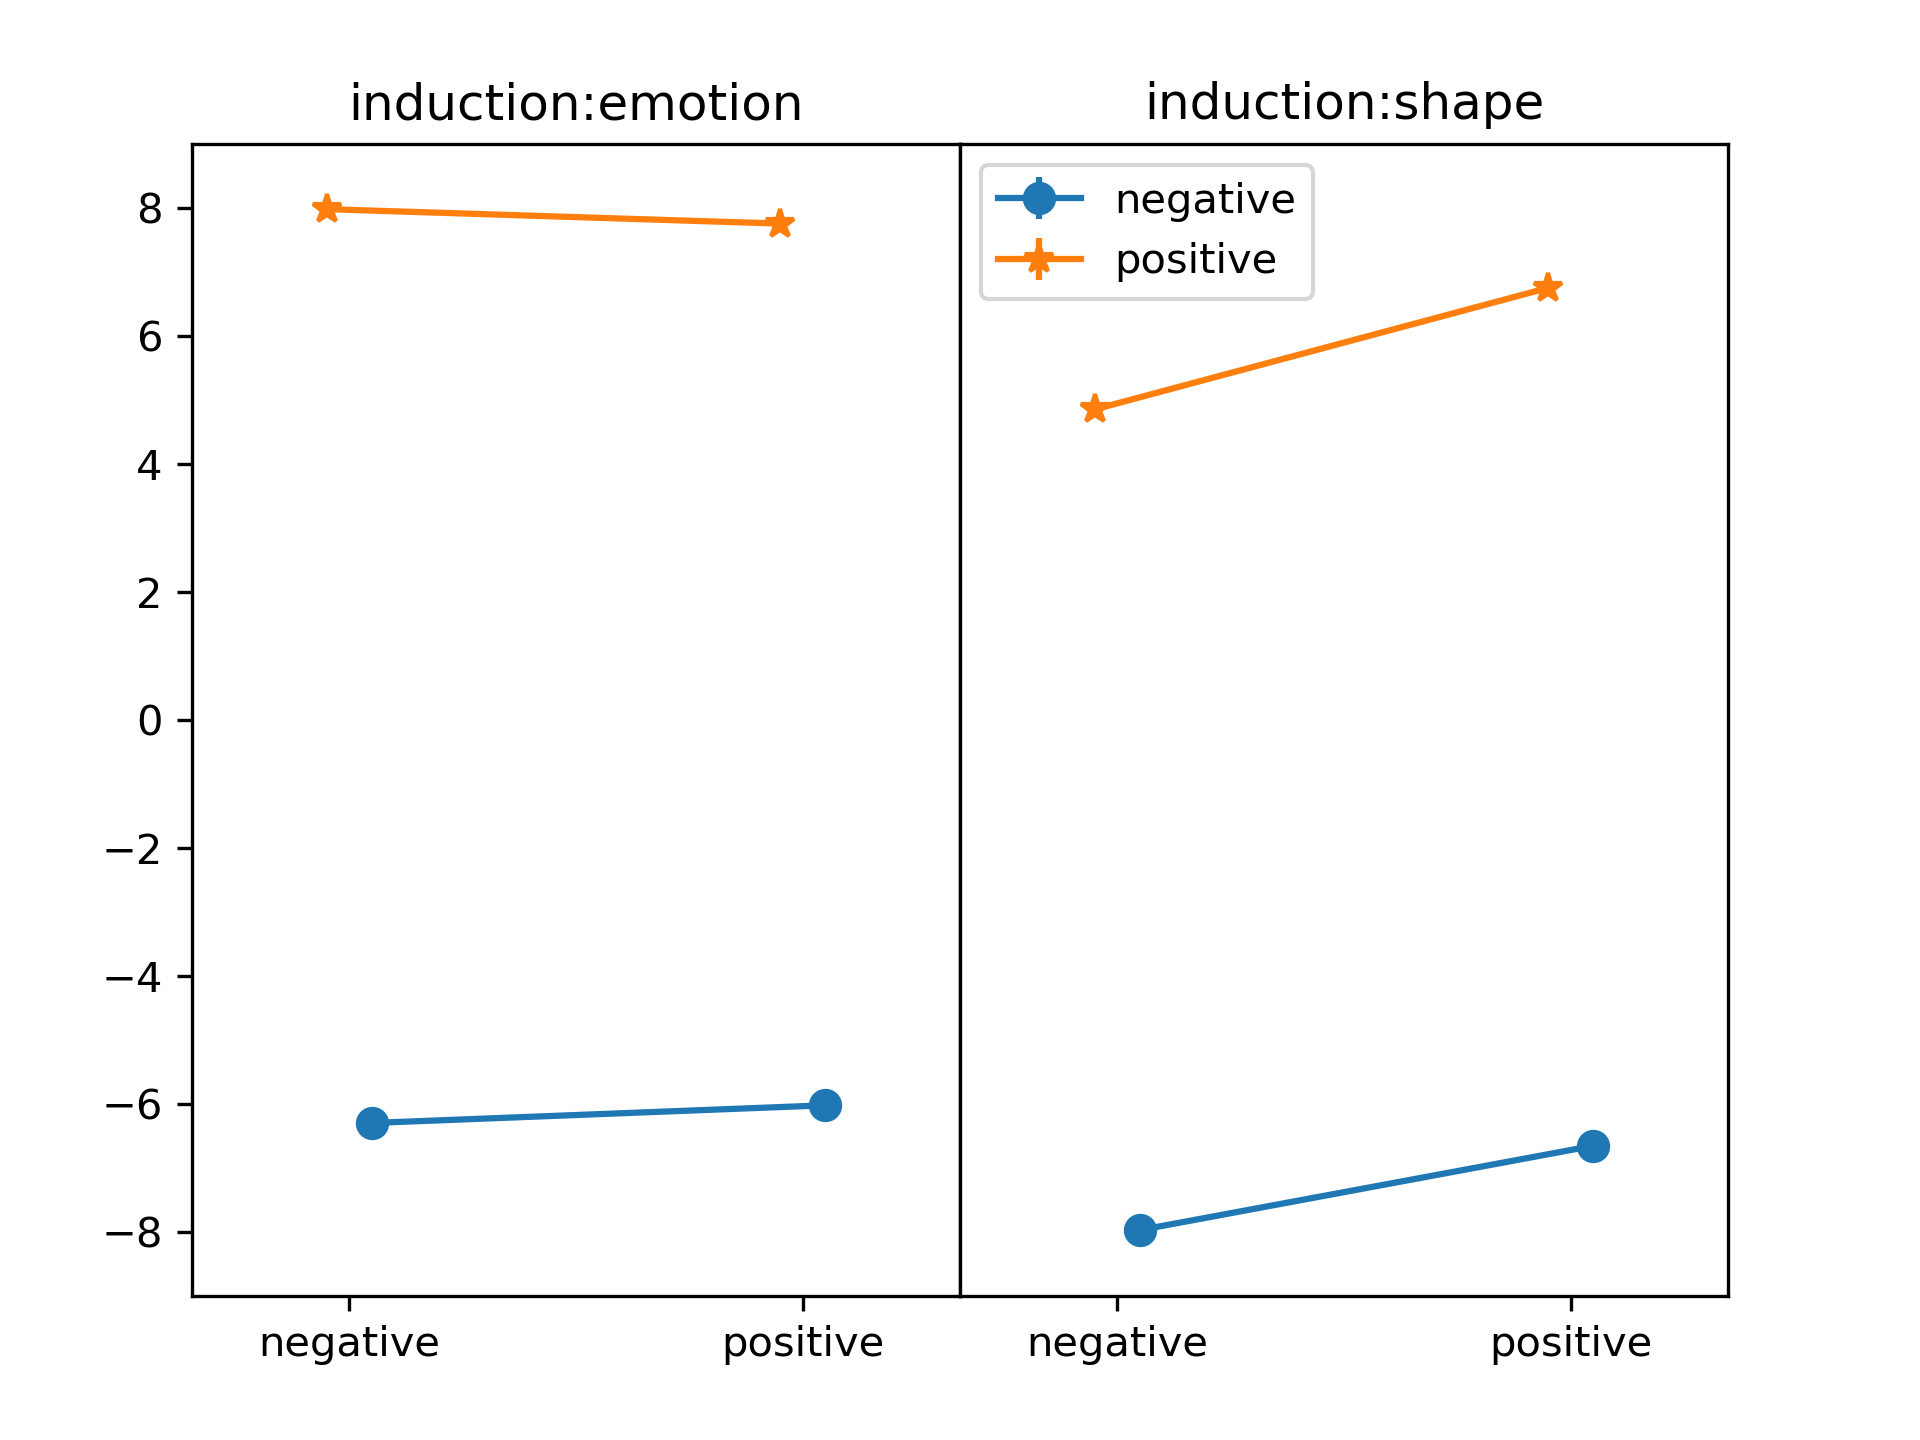 induction:emotion
induction:shape
negative
positive
8
6
4
2
0
−2
−4
−6
−8
negative
positive
negative
positive